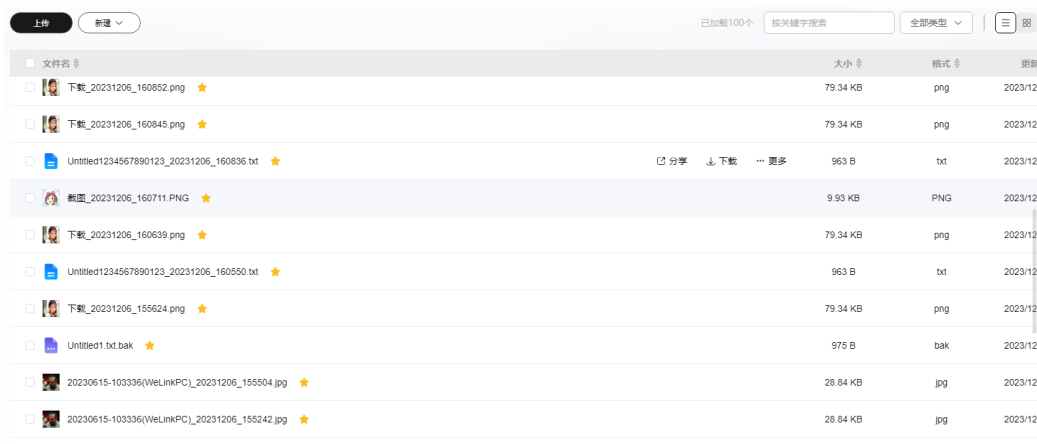 上传 新建 已加载100个 按关键字搜索 全部类型
文件名 大小 格式 更新
下载_20231206_160852.png 79.34 KB png 2023/12
下载_20231206_160845.png 79.34 KB png 2023/12
Untitled1234567890123_20231206_160836.txt 分享 下载 ··· 更多 963 B txt 2023/12
截图_20231206_160711.PNG 9.93 KB PNG 2023/12
下载_20231206_160639.png 79.34 KB png 2023/12
Untitled1234567890123_20231206_160550.txt 963 B txt 2023/12
下载_20231206_155624.png 79.34 KB png 2023/12
Untitled1.txt.bak 975 B bak 2023/12
20230615-103336(WeLinkPC)_20231206_155504.jpg 28.84 KB jpg 2023/12
20230615-103336(WeLinkPC)_20231206_155242.jpg 28.84 KB jpg 2023/12